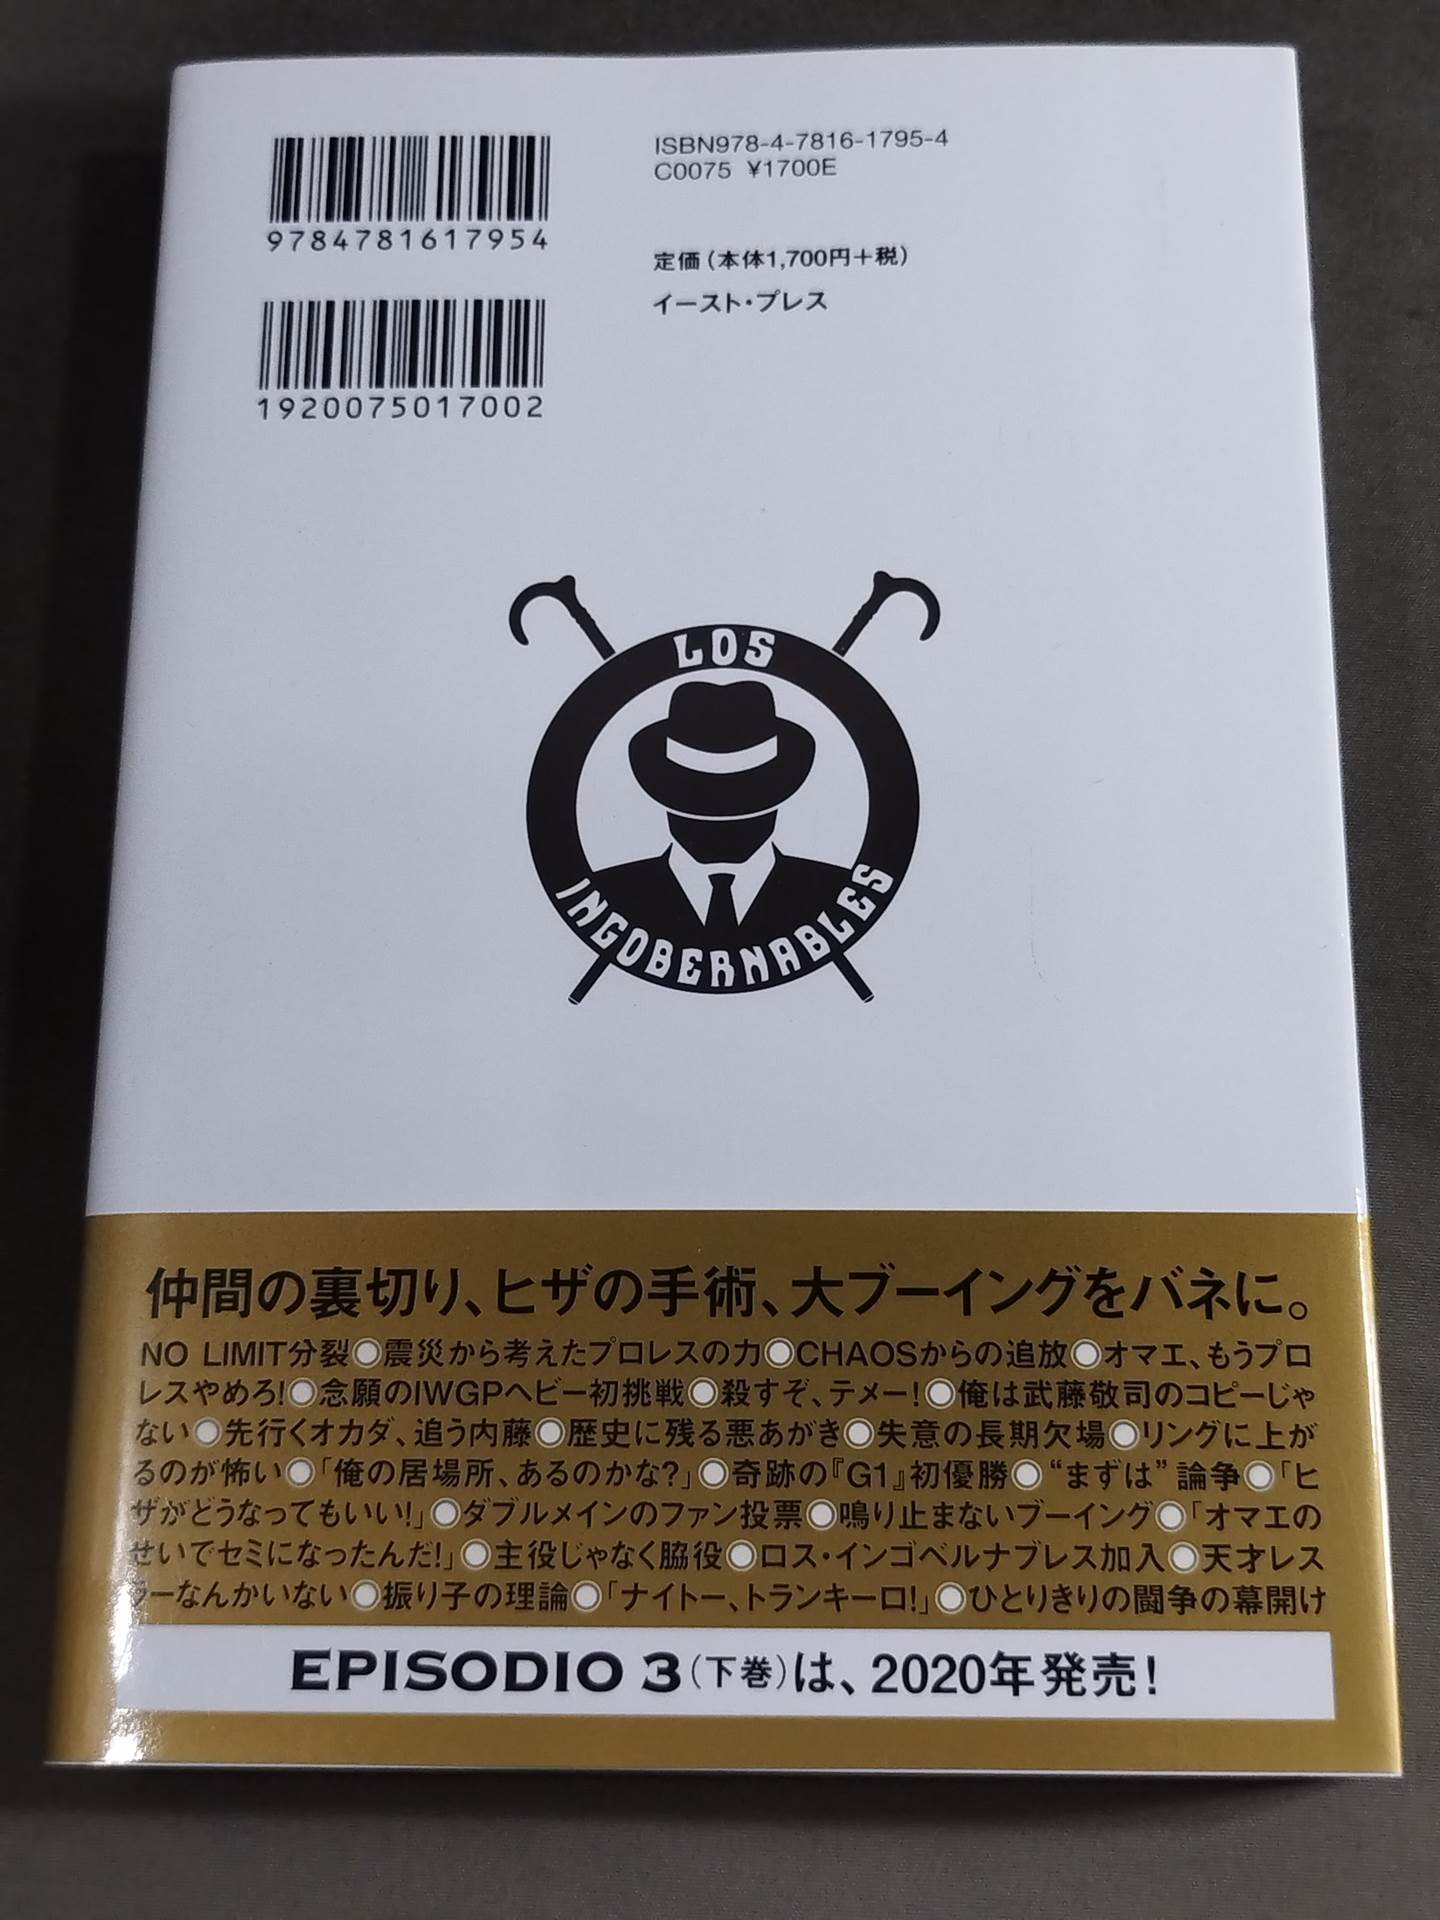 ISBN978-4-7816-1795-4
C0075 ¥1700E
9784781617954
定価（本体1,700円＋税）
イースト・プレス
1920075017002
LOS
INGOBERNABLES
仲間の裏切り、ヒザの手術、大ブーイングをバネに。
NO LIMIT分裂◉震災から考えたプロレスの力◉CHAOSからの追放◉オマエ、もうプロ
レスやめろ!◉念願のIWGPヘビー初挑戦◉殺すぞ、テメー!◉俺は武藤敬司のコピーじゃ
ない◉先行くオカダ、追う内藤◉歴史に残る悪あがき◉失意の長期欠場◉リングに上が
るのが怖い◉「俺の居場所、あるのかな?」◉奇跡の『G1』初優勝◉“まずは”論争◉「ヒ
ザがどうなってもいい!」◉ダブルメインのファン投票◉鳴り止まないブーイング◉「オマエの
せいでセミになったんだ!」◉主役じゃなく脇役◉ロス・インゴベルナブレス加入◉天才レス
ラーなんかいない◉振り子の理論◉「ナイトー、トランキーロ!」◉ひとりきりの闘争の幕開け
EPISODIO 3（下巻）は、2020年発売!